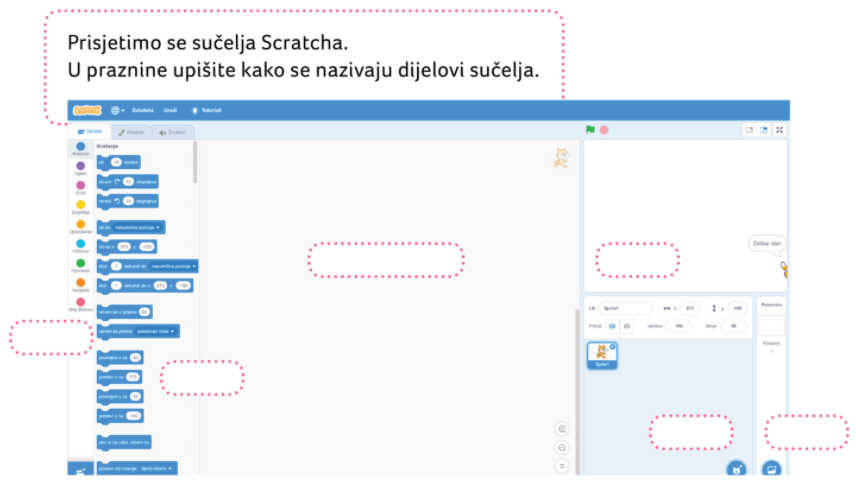 Prisjetimo se sučelja Scratcha.
U praznine upišite kako se nazivaju dijelovi sučelja.
SCRATCH Datoteka Uredi Tutorijali
Skripte Kostimi Zvukovi
Kretanje
Kretanje
Izgled
Zvuk
Događaji
Upravljanje
Očitanja
Operacije
Varijable
Moji Blokovi
idi 10 koraka
okreni 15 stupnjeva
okreni 15 stupnjeva
idi do nasumična pozicija
idi na x: 273 y: -100
kliži 1 sekundi do nasumična pozicija
kliži 1 sekundi do x: 273 y: -100
okreni se u smjeru 90
okreni se prema pokazivač miša
promijeni x za 10
postavi x na 273
promijeni y za 10
postavi y na -100
ako si na rubu, okreni se
postavi stil rotacije lijevo-desno
Dobar dan
Lik Sprite1 x 273 y -100
Prikaži Veličina 100 Smjer 90
Sprite1
Pozornica
Pozadine
1